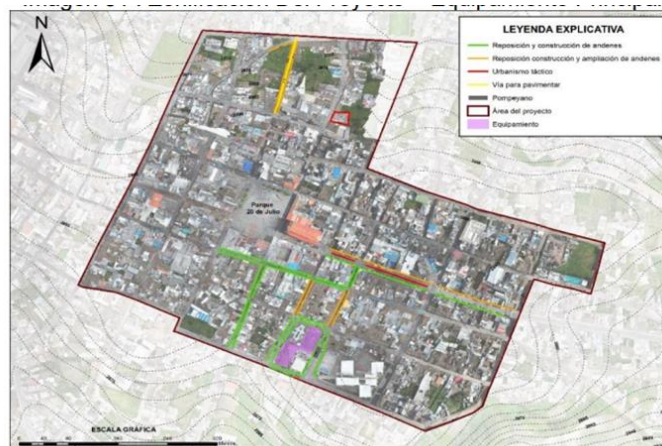 LEYENDA EXPLICATIVA
Reposición y construcción de andenes
Reposición construcción y ampliación de andenes
Urbanismo táctico
Vía para pavimentar
Pompeyano
Área del proyecto
Equipamiento
N
Parque
20 de Julio
ESCALA GRÁFICA